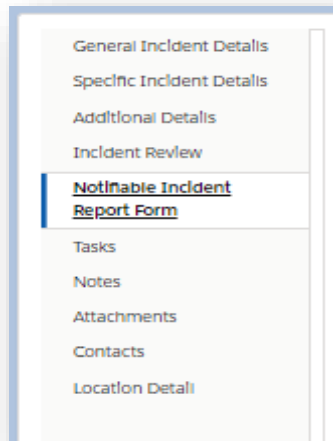 General Incident Details
Specific Incident Details
Additional Details
Incident Review
Notifiable Incident
Report Form
Tasks
Notes
Attachments
Contacts
Location Detail